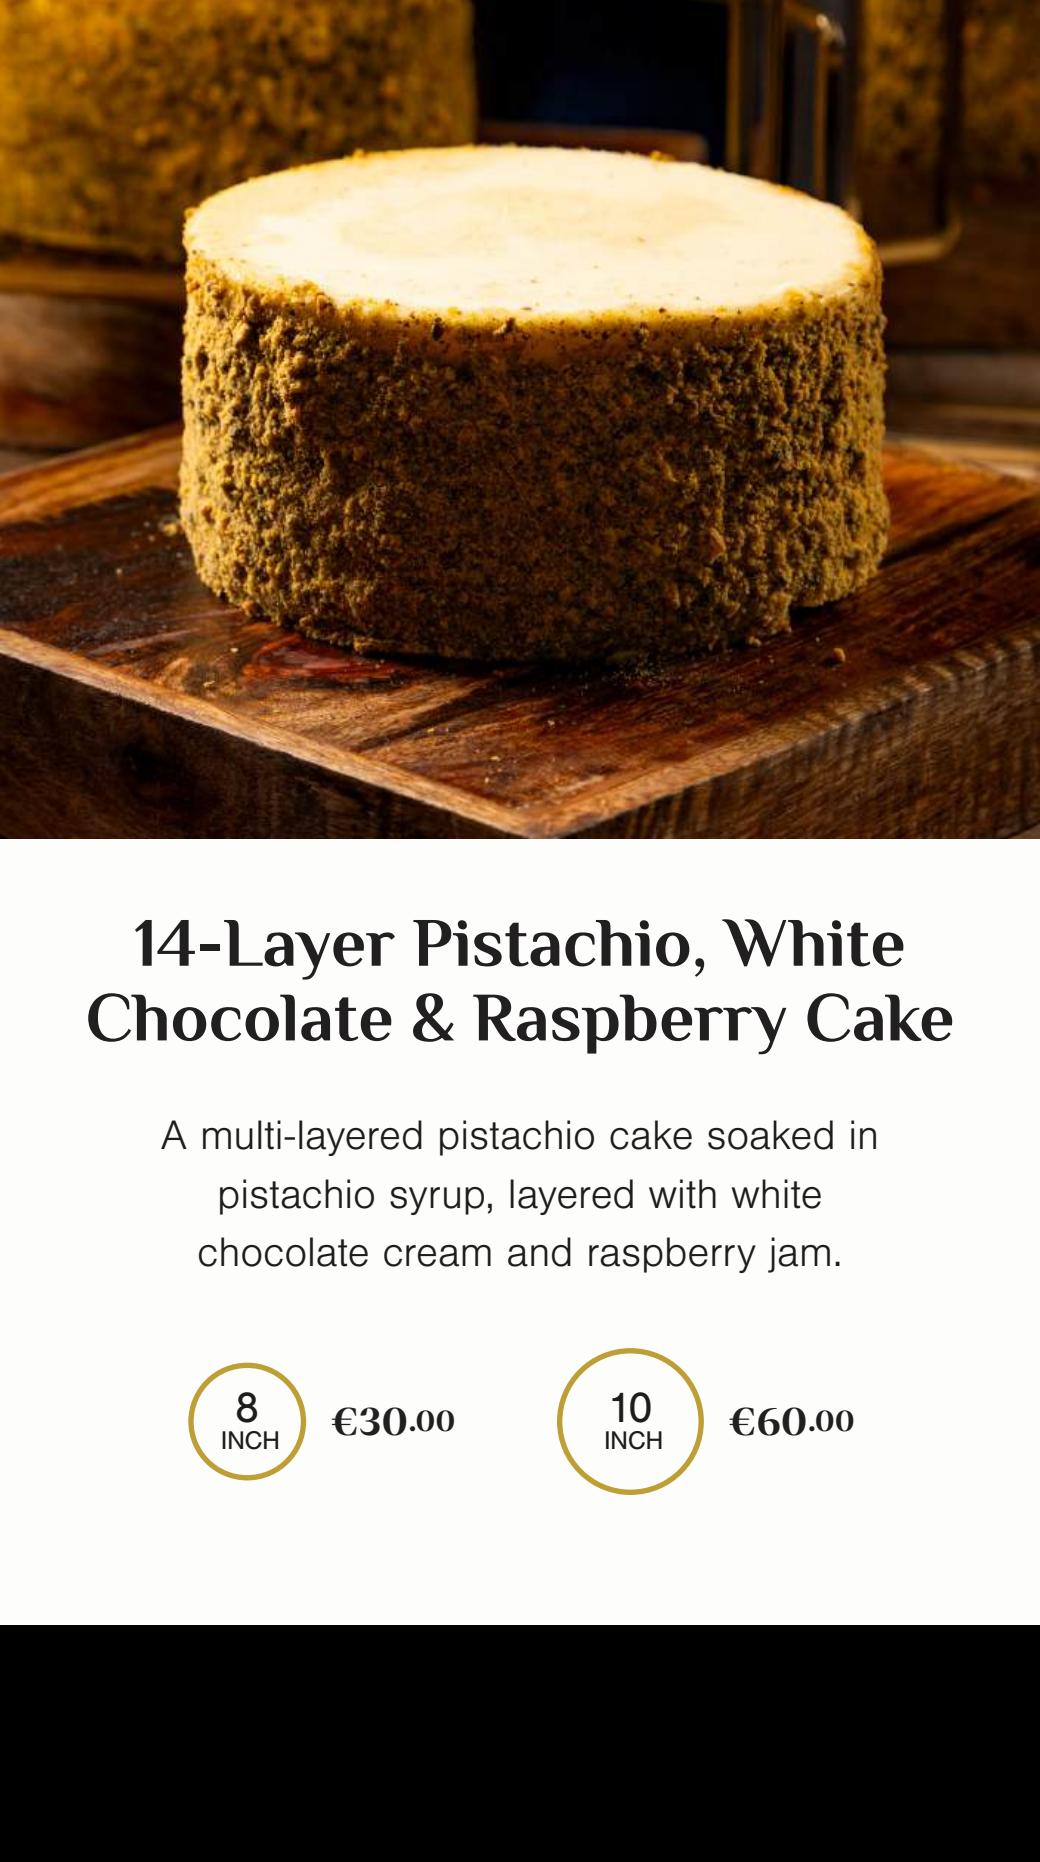 14-Layer Pistachio, White
Chocolate & Raspberry Cake
A multi-layered pistachio cake soaked in
pistachio syrup, layered with white
chocolate cream and raspberry jam.
8
INCH
€30.00
10
INCH
€60.00